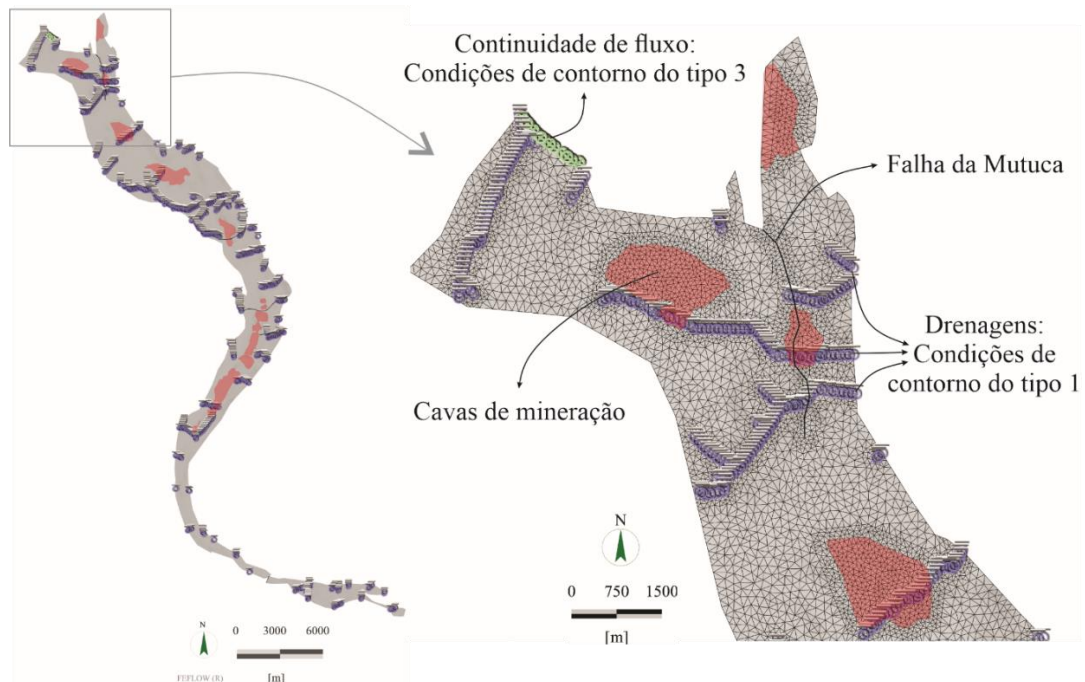 Continuidade de fluxo:
Condições de contorno do tipo 3
Falha da Mutuca
Drenagens:
Condições de
contorno do tipo 1
Cavas de mineração
N
0 750 1500
[m]
N
0 3000 6000
FEFLOW (R)
[m]